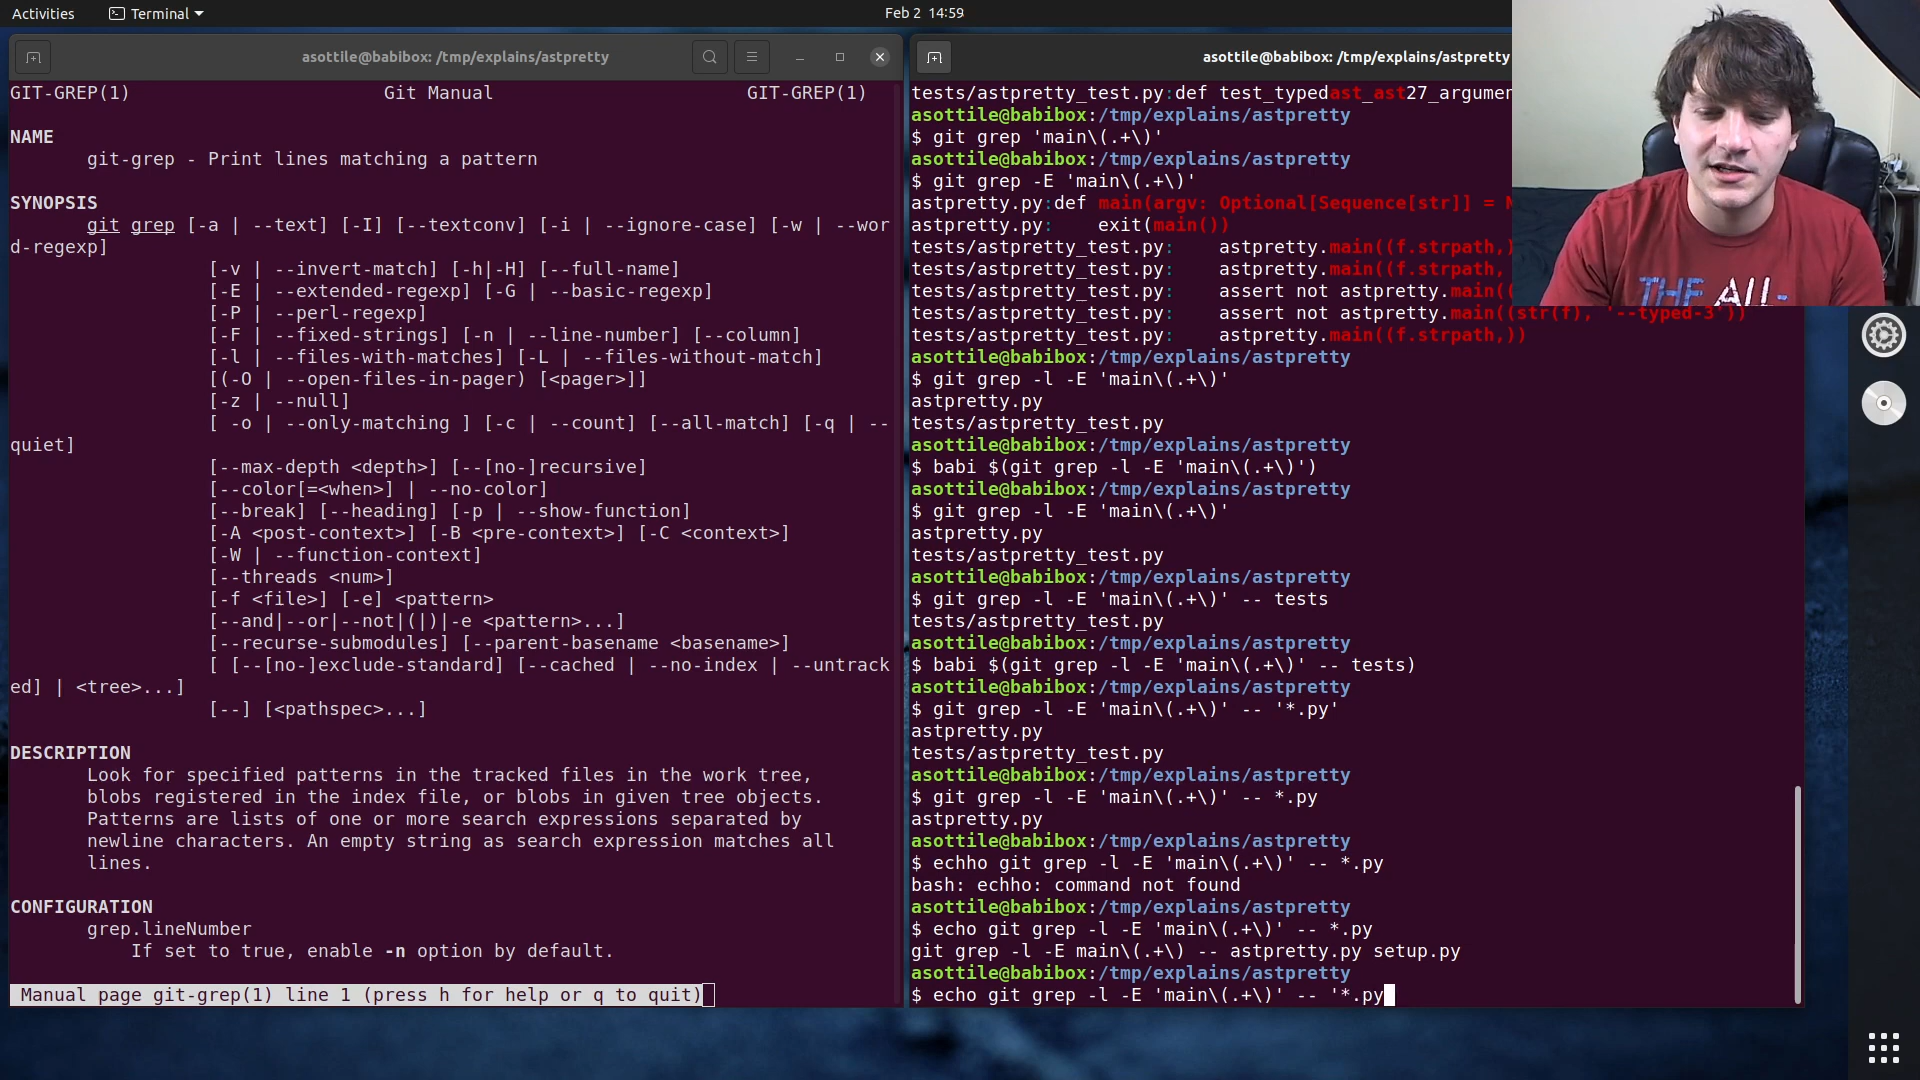 Activities
Terminal
Feb 2 14:59
asottile@babibox: /tmp/explains/astpretty
GIT-GREP(1) Git Manual GIT-GREP(1)
NAME
git-grep - Print lines matching a pattern
SYNOPSIS
git grep [-a | --text] [-I] [--textconv] [-i | --ignore-case] [-w | --wor
d-regexp]
[-v | --invert-match] [-h|-H] [--full-name]
[-E | --extended-regexp] [-G | --basic-regexp]
[-P | --perl-regexp]
[-F | --fixed-strings] [-n | --line-number] [--column]
[-l | --files-with-matches] [-L | --files-without-match]
[(-O | --open-files-in-pager) [<pager>]]
[-z | --null]
[ -o | --only-matching ] [-c | --count] [--all-match] [-q | --
quiet]
[--max-depth <depth>] [--[no-]recursive]
[--color[=<when>] | --no-color]
[--break] [--heading] [-p | --show-function]
[-A <post-context>] [-B <pre-context>] [-C <context>]
[-W | --function-context]
[--threads <num>]
[-f <file>] [-e] <pattern>
[--and|--or|--not|(|)|-e <pattern>...]
[--recurse-submodules] [--parent-basename <basename>]
[ [--[no-]exclude-standard] [--cached | --no-index | --untrack
ed] | <tree>...]
[--] [<pathspec>...]
DESCRIPTION
Look for specified patterns in the tracked files in the work tree,
blobs registered in the index file, or blobs in given tree objects.
Patterns are lists of one or more search expressions separated by
newline characters. An empty string as search expression matches all
lines.
CONFIGURATION
grep.lineNumber
If set to true, enable -n option by default.
Manual page git-grep(1) line 1 (press h for help or q to quit)
asottile@babibox: /tmp/explains/astpretty
tests/astpretty_test.py:def test_typedast_ast27_argumen
asottile@babibox:/tmp/explains/astpretty
$ git grep 'main\(.+\)'
asottile@babibox:/tmp/explains/astpretty
$ git grep -E 'main\(.+\)'
astpretty.py:def main(argv: Optional[Sequence[str]] =
astpretty.py:    exit(main())
tests/astpretty_test.py:    astpretty.main((f.strpath,)
tests/astpretty_test.py:    astpretty.main((f.strpath,
tests/astpretty_test.py:    assert not astpretty.main((
tests/astpretty_test.py:    assert not astpretty.main((str(f), '--typed-3'))
tests/astpretty_test.py:    astpretty.main((f.strpath,))
asottile@babibox:/tmp/explains/astpretty
$ git grep -l -E 'main\(.+\)'
astpretty.py
tests/astpretty_test.py
asottile@babibox:/tmp/explains/astpretty
$ babi $(git grep -l -E 'main\(.+\)')
asottile@babibox:/tmp/explains/astpretty
$ git grep -l -E 'main\(.+\)'
astpretty.py
tests/astpretty_test.py
asottile@babibox:/tmp/explains/astpretty
$ git grep -l -E 'main\(.+\)' -- tests
tests/astpretty_test.py
asottile@babibox:/tmp/explains/astpretty
$ babi $(git grep -l -E 'main\(.+\)' -- tests)
asottile@babibox:/tmp/explains/astpretty
$ git grep -l -E 'main\(.+\)' -- '*.py'
astpretty.py
tests/astpretty_test.py
asottile@babibox:/tmp/explains/astpretty
$ git grep -l -E 'main\(.+\)' -- *.py
astpretty.py
asottile@babibox:/tmp/explains/astpretty
$ echho git grep -l -E 'main\(.+\)' -- *.py
bash: echho: command not found
asottile@babibox:/tmp/explains/astpretty
$ echo git grep -l -E 'main\(.+\)' -- *.py
git grep -l -E main\(.+\) -- astpretty.py setup.py
asottile@babibox:/tmp/explains/astpretty
$ echo git grep -l -E 'main\(.+\)' -- '*.py
THE ALL-